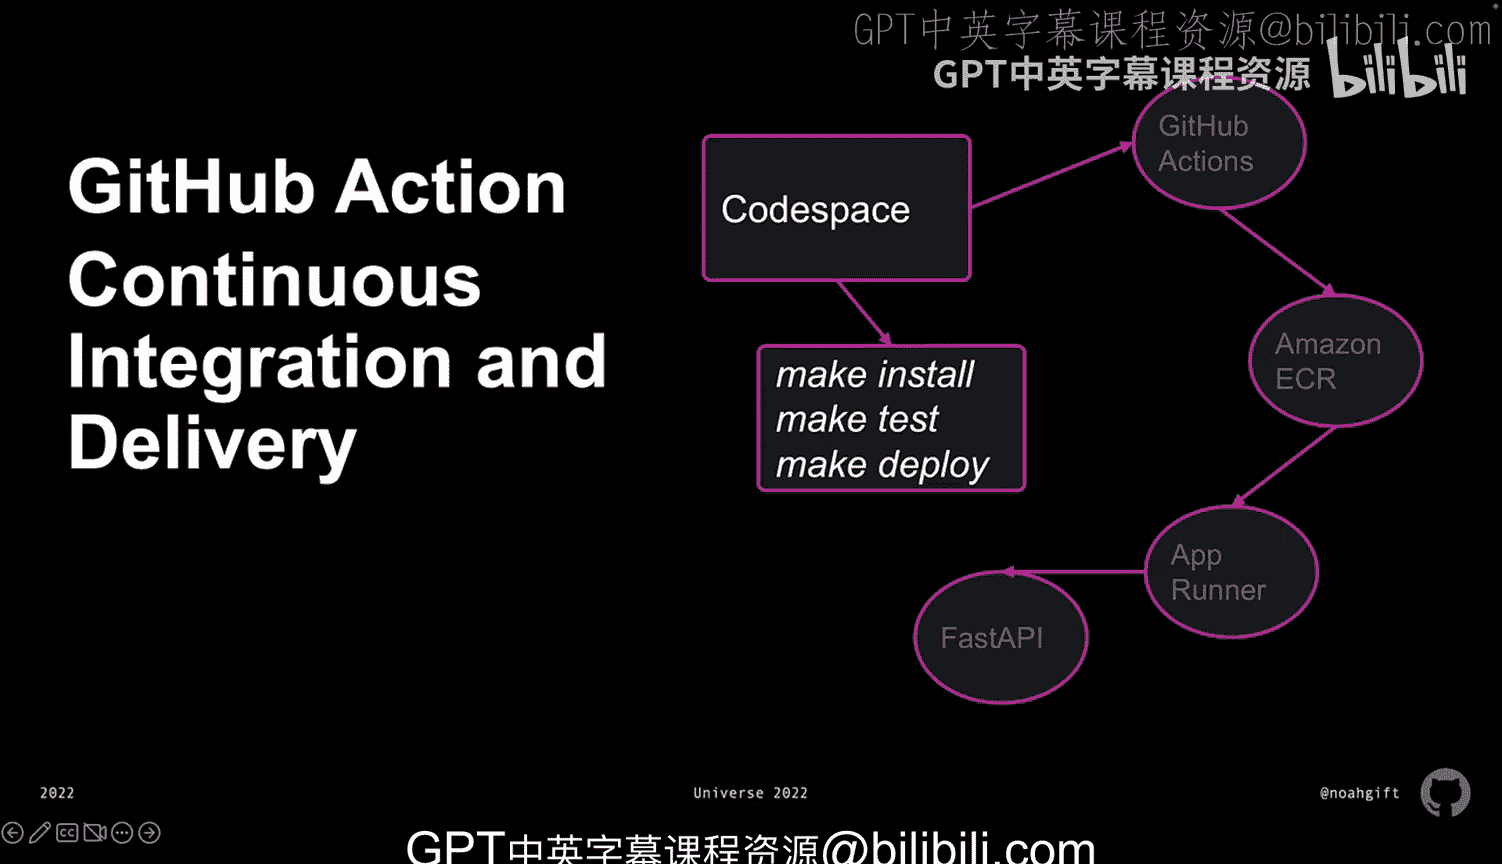 GPT中英字幕课程资源@bilibili.com
GPT中英字幕课程资源 bilibili
GitHub Action
Continuous
Integration and
Delivery
Codespace
GitHub
Actions
make install
make test
make deploy
Amazon
ECR
App
Runner
FastAPI
2022
Universe 2022
@noahgift
CC
GPT中英字幕课程资源@bilibili.com